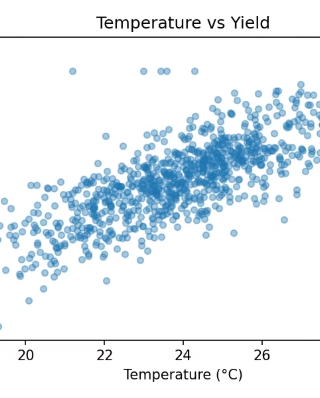 Temperature vs Yield
20 22 24 26
Temperature (°C)